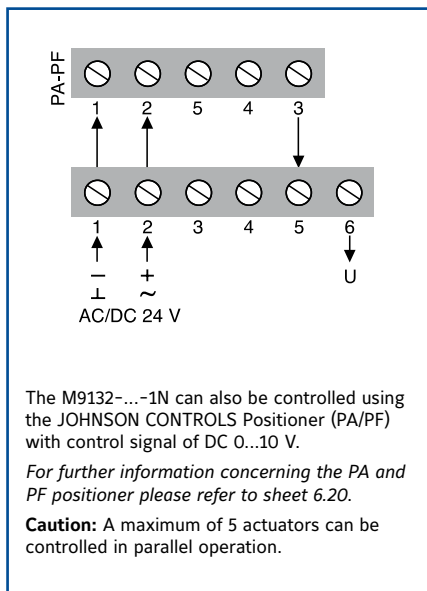 PA-PF
1 2 5 4 3
1 2 3 4 5 6
− + U
⊥ ~
AC/DC 24 V
The M9132-...-1N can also be controlled using
the JOHNSON CONTROLS Positioner (PA/PF)
with control signal of DC 0...10 V.
For further information concerning the PA and
PF positioner please refer to sheet 6.20.
Caution: A maximum of 5 actuators can be
controlled in parallel operation.